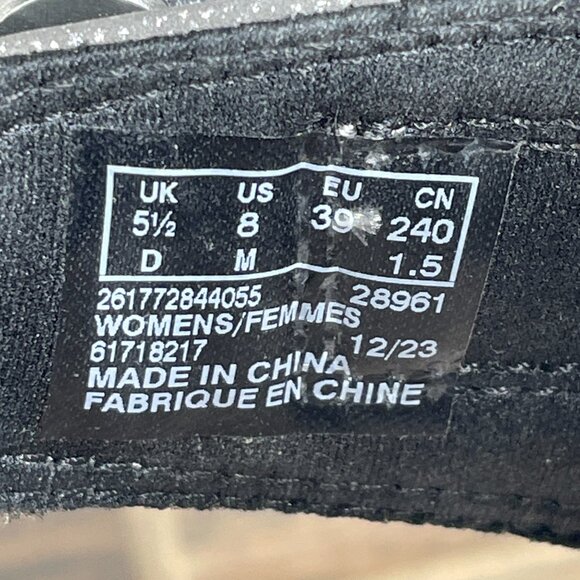 UK US EU CN
5½ 8 39 240
D M 1.5
261772844055 28961
WOMENS/FEMMES
61718217 12/23
MADE IN CHINA
FABRIQUE EN CHINE